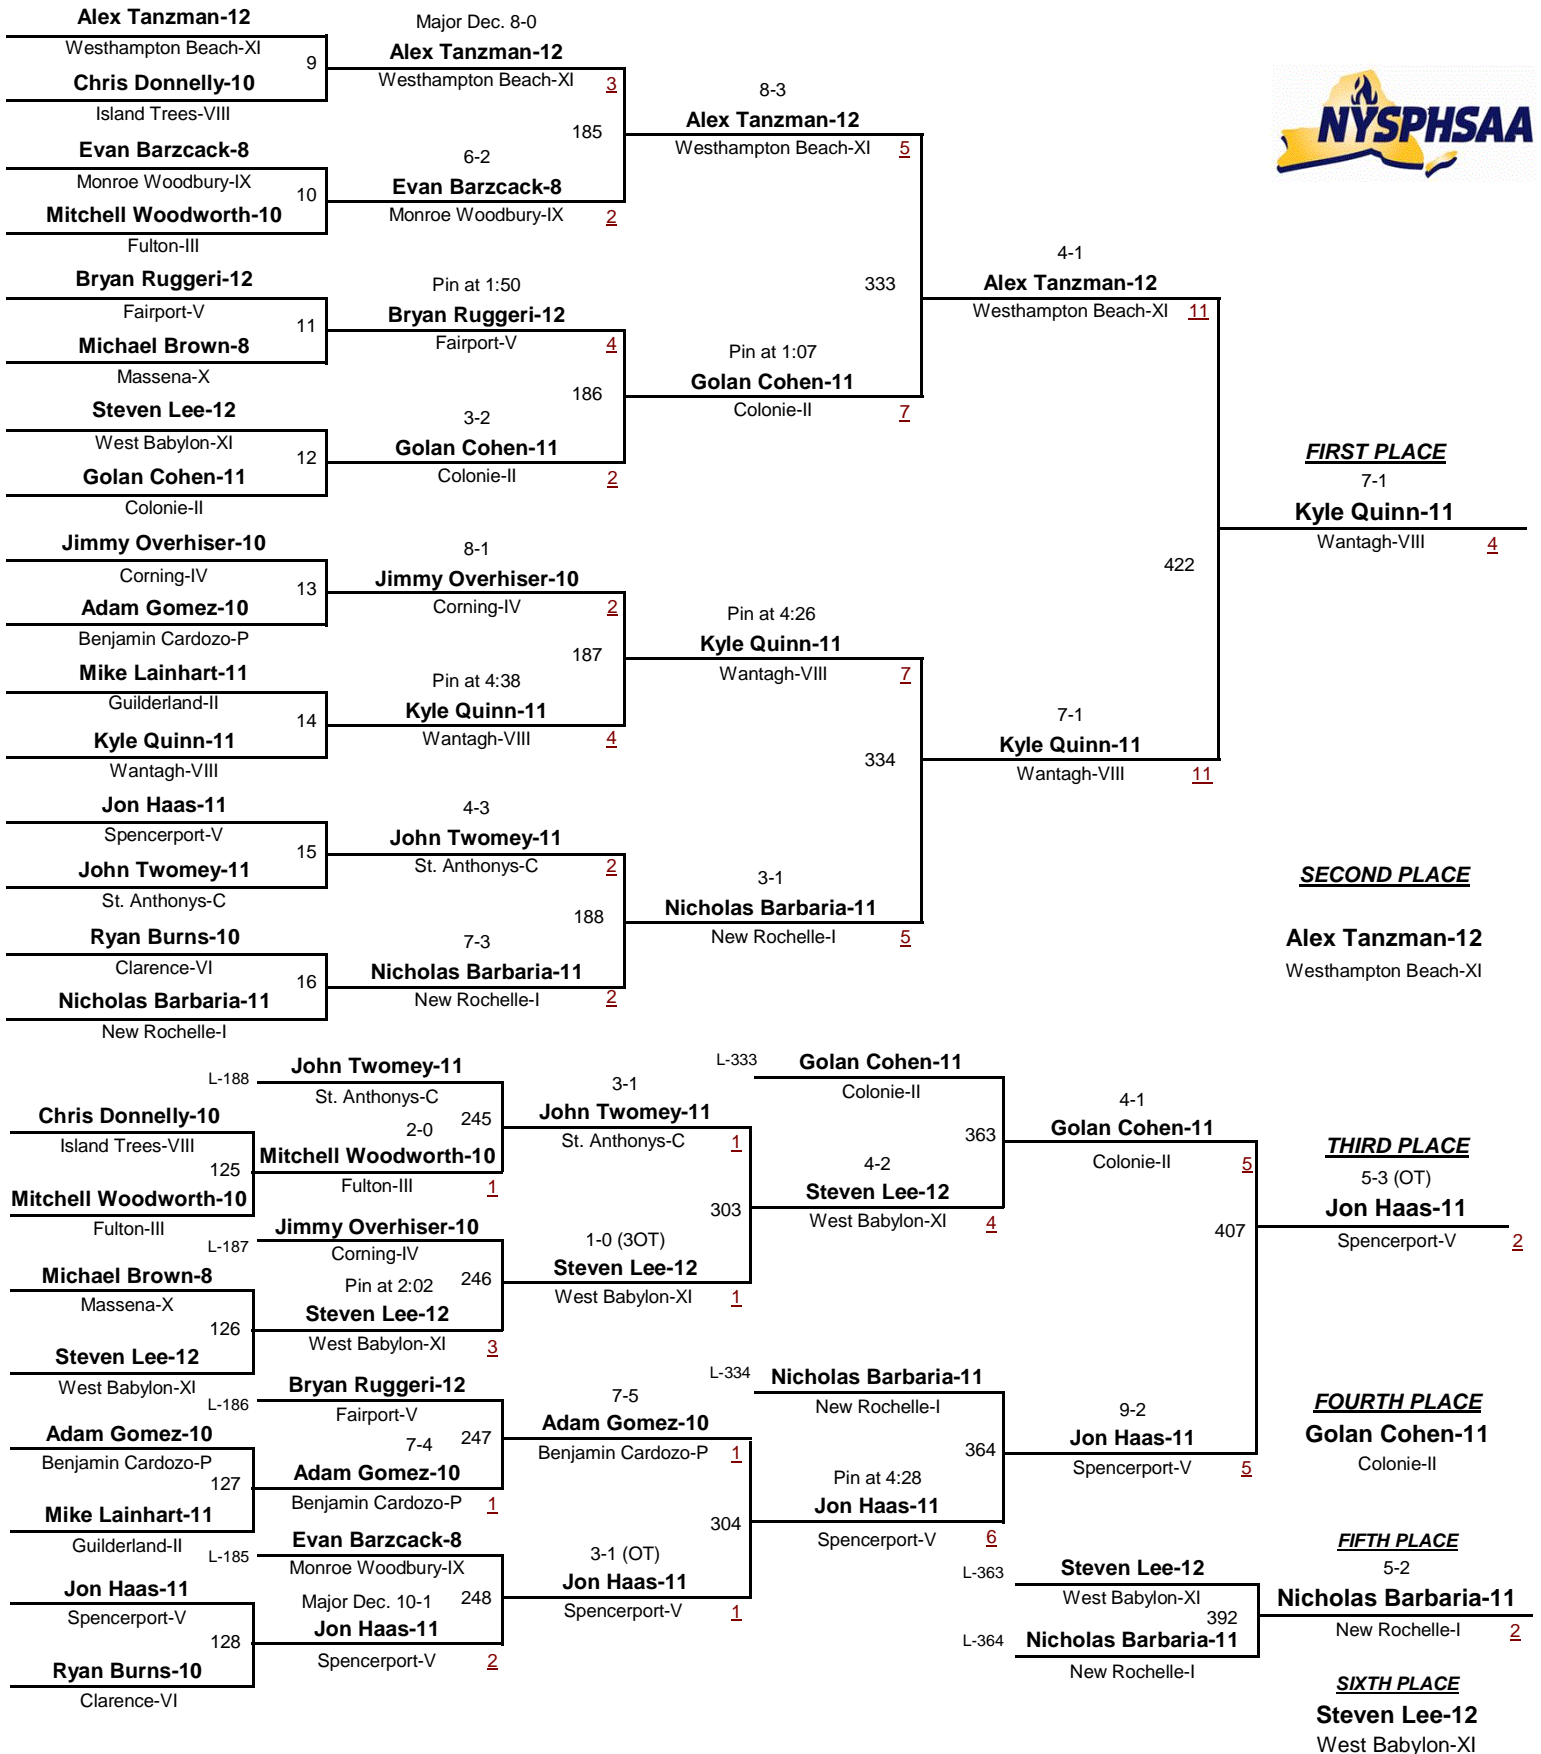 Alex Tanzman-12
Westhampton Beach-XI
9
Chris Donnelly-10
Island Trees-VIII
Evan Barzcack-8
Monroe Woodbury-IX
10
Mitchell Woodworth-10
Fulton-III
Bryan Ruggeri-12
Fairport-V
11
Michael Brown-8
Massena-X
Steven Lee-12
West Babylon-XI
12
Golan Cohen-11
Colonie-II
Jimmy Overhiser-10
Corning-IV
13
Adam Gomez-10
Benjamin Cardozo-P
Mike Lainhart-11
Guilderland-II
14
Kyle Quinn-11
Wantagh-VIII
Jon Haas-11
Spencerport-V
15
John Twomey-11
St. Anthonys-C
Ryan Burns-10
Clarence-VI
16
Nicholas Barbaria-11
New Rochelle-I
Major Dec. 8-0
Alex Tanzman-12
Westhampton Beach-XI 3
185
6-2
Evan Barzcack-8
Monroe Woodbury-IX 2
Pin at 1:50
Bryan Ruggeri-12
Fairport-V 4
186
3-2
Golan Cohen-11
Colonie-II 2
8-1
Jimmy Overhiser-10
Corning-IV 2
187
Pin at 4:38
Kyle Quinn-11
Wantagh-VIII 4
4-3
John Twomey-11
St. Anthonys-C 2
188
7-3
Nicholas Barbaria-11
New Rochelle-I 2
8-3
Alex Tanzman-12
Westhampton Beach-XI 5
333
Pin at 1:07
Golan Cohen-11
Colonie-II 7
Pin at 4:26
Kyle Quinn-11
Wantagh-VIII 7
334
3-1
Nicholas Barbaria-11
New Rochelle-I 5
4-1
Alex Tanzman-12
Westhampton Beach-XI 11
422
7-1
Kyle Quinn-11
Wantagh-VIII 11
NYSPHSAA
FIRST PLACE
7-1
Kyle Quinn-11
Wantagh-VIII 4
SECOND PLACE
Alex Tanzman-12
Westhampton Beach-XI
Chris Donnelly-10
Island Trees-VIII
125
Mitchell Woodworth-10
Fulton-III
Michael Brown-8
Massena-X
126
Steven Lee-12
West Babylon-XI
Adam Gomez-10
Benjamin Cardozo-P
127
Mike Lainhart-11
Guilderland-II
Jon Haas-11
Spencerport-V
128
Ryan Burns-10
Clarence-VI
L-188 John Twomey-11
St. Anthonys-C
245
2-0
Mitchell Woodworth-10
Fulton-III 1
L-187 Jimmy Overhiser-10
Corning-IV
246
Pin at 2:02
Steven Lee-12
West Babylon-XI 3
L-186 Bryan Ruggeri-12
Fairport-V
247
7-4
Adam Gomez-10
Benjamin Cardozo-P 1
L-185 Evan Barzcack-8
Monroe Woodbury-IX
248
Major Dec. 10-1
Jon Haas-11
Spencerport-V 2
3-1
John Twomey-11
St. Anthonys-C 1
303
1-0 (3OT)
Steven Lee-12
West Babylon-XI 1
7-5
Adam Gomez-10
Benjamin Cardozo-P 1
304
3-1 (OT)
Jon Haas-11
Spencerport-V 1
L-333 Golan Cohen-11
Colonie-II
363
4-2
Steven Lee-12
West Babylon-XI 4
L-334 Nicholas Barbaria-11
New Rochelle-I
364
Pin at 4:28
Jon Haas-11
Spencerport-V 6
4-1
Golan Cohen-11
Colonie-II 5
407
9-2
Jon Haas-11
Spencerport-V 5
L-363 Steven Lee-12
West Babylon-XI
392
L-364 Nicholas Barbaria-11
New Rochelle-I
THIRD PLACE
5-3 (OT)
Jon Haas-11
Spencerport-V 2
FOURTH PLACE
Golan Cohen-11
Colonie-II
FIFTH PLACE
5-2
Nicholas Barbaria-11
New Rochelle-I 2
SIXTH PLACE
Steven Lee-12
West Babylon-XI